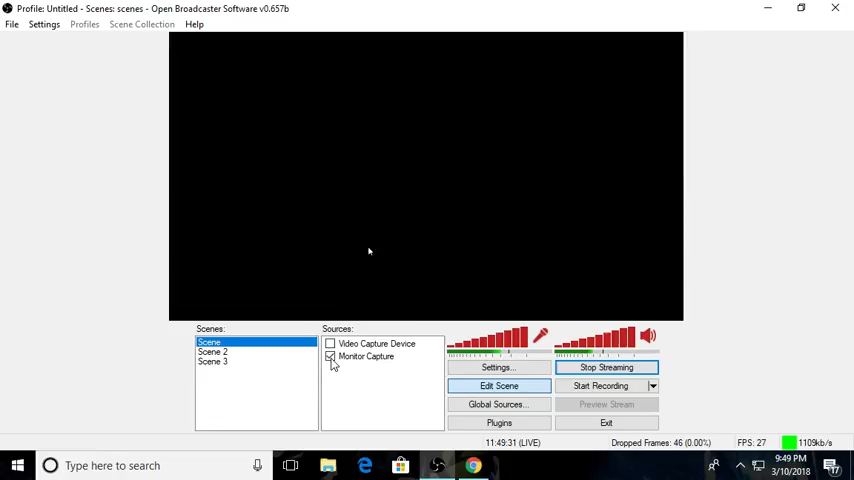 Profile: Untitled - Scenes: scenes - Open Broadcaster Software v0.657b
File Settings Profiles Scene Collection Help
Scenes:
Scene
Scene 2
Scene 3
Sources:
Video Capture Device
Monitor Capture
Settings...
Stop Streaming
Edit Scene
Start Recording
Global Sources...
Preview Stream
Plugins
Exit
11:49:31 (LIVE)
Dropped Frames: 46 (0.00%)
FPS: 27
1109kb/s
Type here to search
9:49 PM
3/10/2018
17